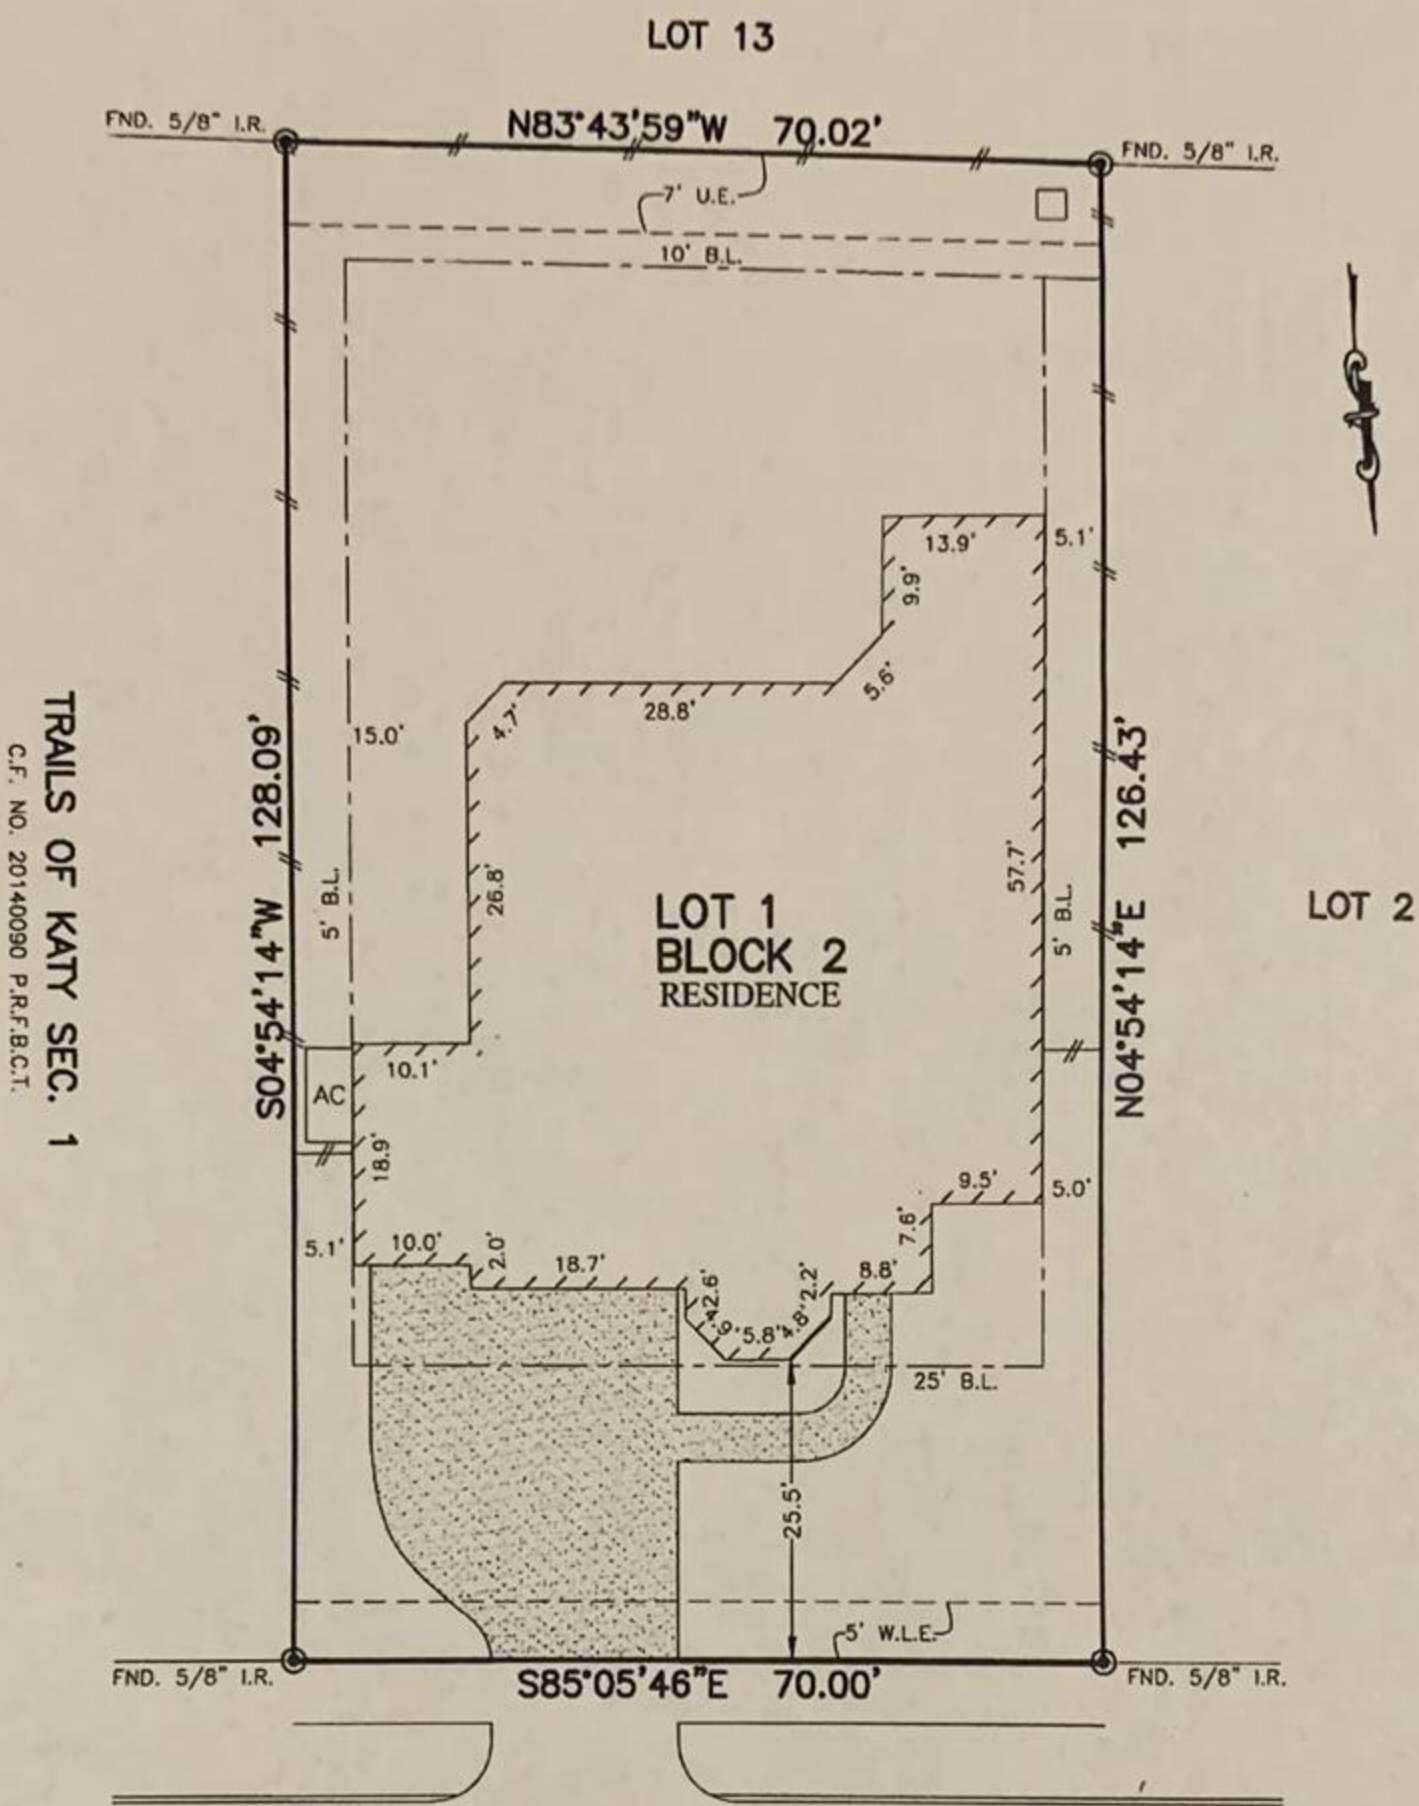 LOT 13
FND. 5/8" I.R.
N83°43'59"W 70.02'
FND. 5/8" I.R.
7' U.E.
10' B.L.
13.9'
5.1'
9.9'
5.6'
28.8'
4.7'
15.0'
S04°54'14"W 128.09'
N04°54'14"E 126.43'
TRAILS OF KATY SEC. 1
C.F. NO. 20140090 P.R.F.B.C.T.
5' B.L.
26.8'
57.7'
5' B.L.
LOT 1
BLOCK 2
RESIDENCE
LOT 2
10.1'
AC
18.9'
9.5'
5.0'
7.6'
5.1'
10.0'
2.0'
18.7'
2.6'
4.9'
5.8'
4.8'
2.2'
8.8'
25' B.L.
25.5'
5' W.L.E.
FND. 5/8" I.R.
S85°05'46"E 70.00'
FND. 5/8" I.R.